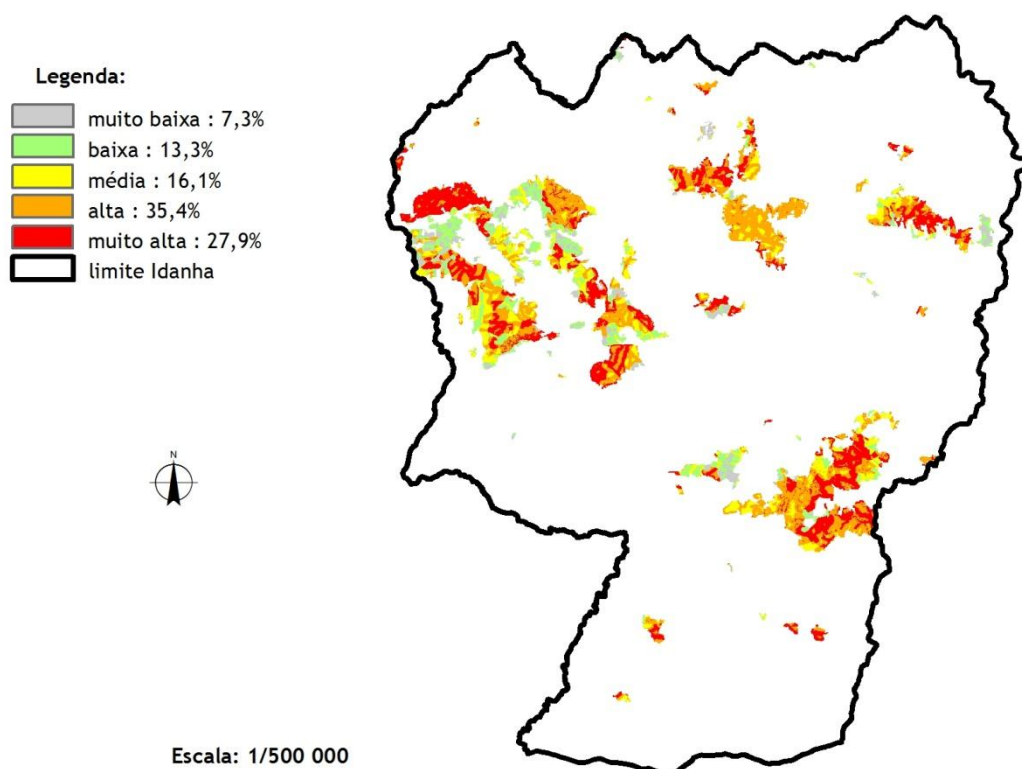 Legenda:
muito baixa : 7,3%
baixa : 13,3%
média : 16,1%
alta : 35,4%
muito alta : 27,9%
limite Idanha
N
Escala: 1/500 000